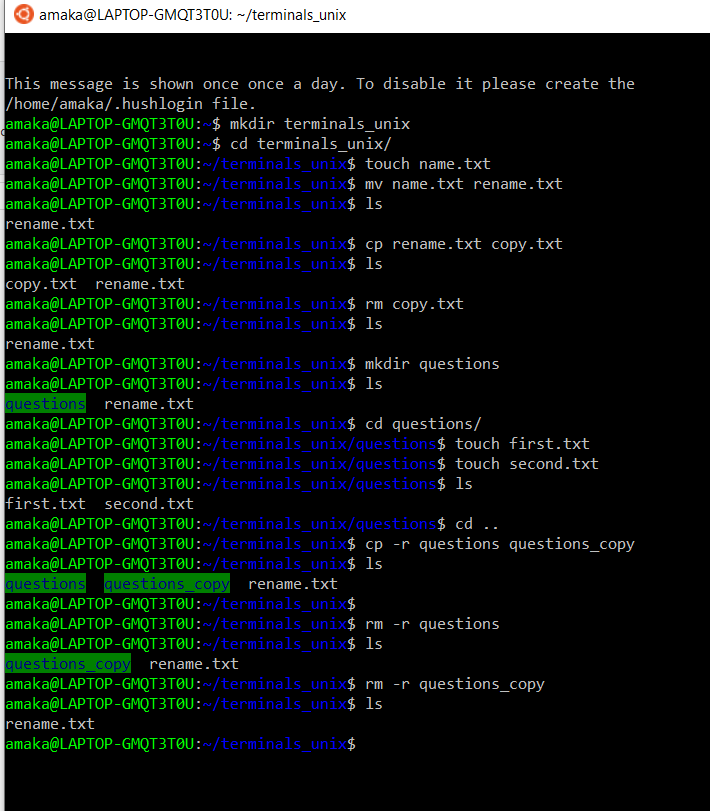 amaka@LAPTOP-GMQT3T0U: ~/terminals_unix
This message is shown once once a day. To disable it please create the
/home/amaka/.hushlogin file.
amaka@LAPTOP-GMQT3T0U:~$ mkdir terminals_unix
amaka@LAPTOP-GMQT3T0U:~$ cd terminals_unix/
amaka@LAPTOP-GMQT3T0U:~/terminals_unix$ touch name.txt
amaka@LAPTOP-GMQT3T0U:~/terminals_unix$ mv name.txt rename.txt
amaka@LAPTOP-GMQT3T0U:~/terminals_unix$ ls
rename.txt
amaka@LAPTOP-GMQT3T0U:~/terminals_unix$ cp rename.txt copy.txt
amaka@LAPTOP-GMQT3T0U:~/terminals_unix$ ls
copy.txt  rename.txt
amaka@LAPTOP-GMQT3T0U:~/terminals_unix$ rm copy.txt
amaka@LAPTOP-GMQT3T0U:~/terminals_unix$ ls
rename.txt
amaka@LAPTOP-GMQT3T0U:~/terminals_unix$ mkdir questions
amaka@LAPTOP-GMQT3T0U:~/terminals_unix$ ls
questions  rename.txt
amaka@LAPTOP-GMQT3T0U:~/terminals_unix$ cd questions/
amaka@LAPTOP-GMQT3T0U:~/terminals_unix/questions$ touch first.txt
amaka@LAPTOP-GMQT3T0U:~/terminals_unix/questions$ touch second.txt
amaka@LAPTOP-GMQT3T0U:~/terminals_unix/questions$ ls
first.txt  second.txt
amaka@LAPTOP-GMQT3T0U:~/terminals_unix/questions$ cd ..
amaka@LAPTOP-GMQT3T0U:~/terminals_unix$ cp -r questions questions_copy
amaka@LAPTOP-GMQT3T0U:~/terminals_unix$ ls
questions  questions_copy  rename.txt
amaka@LAPTOP-GMQT3T0U:~/terminals_unix$
amaka@LAPTOP-GMQT3T0U:~/terminals_unix$ rm -r questions
amaka@LAPTOP-GMQT3T0U:~/terminals_unix$ ls
questions_copy  rename.txt
amaka@LAPTOP-GMQT3T0U:~/terminals_unix$ rm -r questions_copy
amaka@LAPTOP-GMQT3T0U:~/terminals_unix$ ls
rename.txt
amaka@LAPTOP-GMQT3T0U:~/terminals_unix$